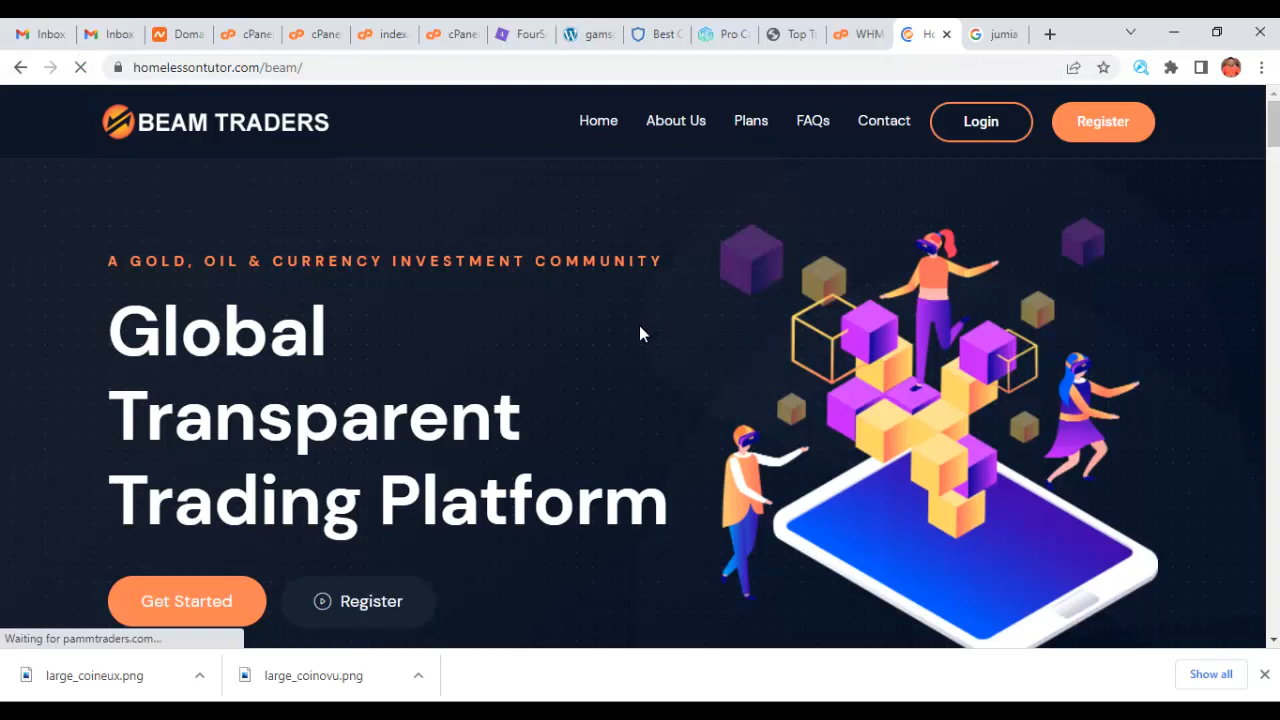 Inbox
Inbox
Doma
cPane
cPane
index.
cPane
FourS
gams
Best C
Pro C
Top T
WHM
Ho
jumia
homelessontutor.com/beam/
BEAM TRADERS
Home
About Us
Plans
FAQs
Contact
Login
Register
A GOLD, OIL & CURRENCY INVESTMENT COMMUNITY
Global
Transparent
Trading Platform
Get Started
Register
Waiting for pammtraders.com...
large_coineux.png
large_coinovu.png
Show all